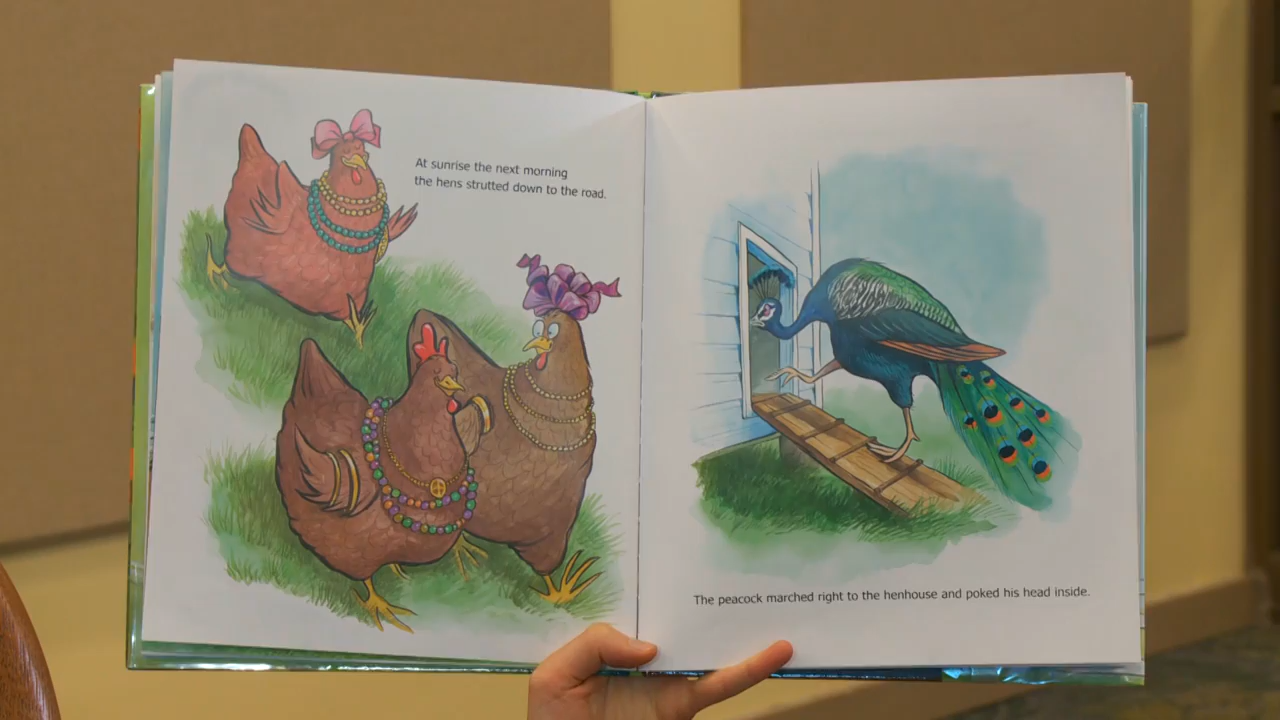 At sunrise the next morning
the hens strutted down to the road.
The peacock marched right to the henhouse and poked his head inside.